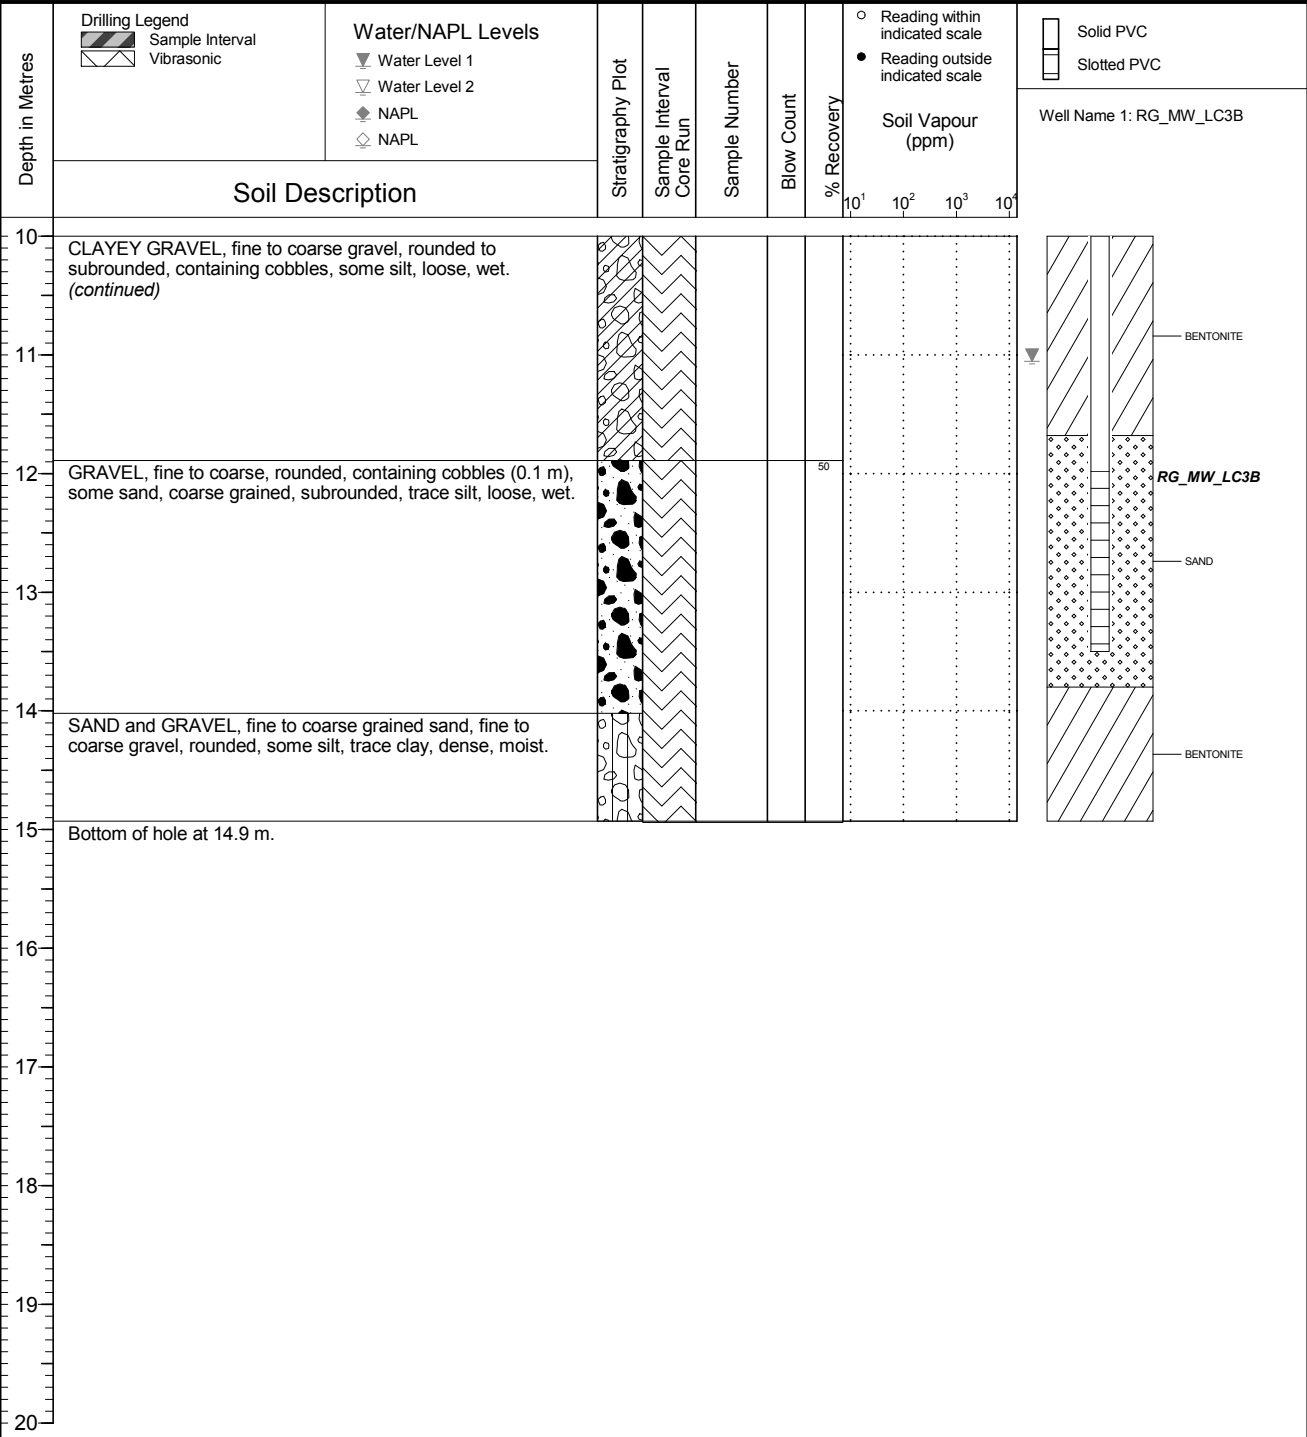 Depth in Metres
Drilling Legend
Sample Interval
Vibrasonic
Water/NAPL Levels
Water Level 1
Water Level 2
NAPL
NAPL
Soil Description
Stratigraphy Plot
Sample Interval
Core Run
Sample Number
Blow Count
% Recovery
Reading within
indicated scale
Reading outside
indicated scale
Soil Vapour
(ppm)
10¹ 10² 10³ 10⁴
Solid PVC
Slotted PVC
Well Name 1: RG_MW_LC3B
10
CLAYEY GRAVEL, fine to coarse gravel, rounded to
subrounded, containing cobbles, some silt, loose, wet.
(continued)
BENTONITE
11
12
GRAVEL, fine to coarse, rounded, containing cobbles (0.1 m),
some sand, coarse grained, subrounded, trace silt, loose, wet.
50
RG_MW_LC3B
SAND
13
14
SAND and GRAVEL, fine to coarse grained sand, fine to
coarse gravel, rounded, some silt, trace clay, dense, moist.
BENTONITE
15
Bottom of hole at 14.9 m.
16
17
18
19
20